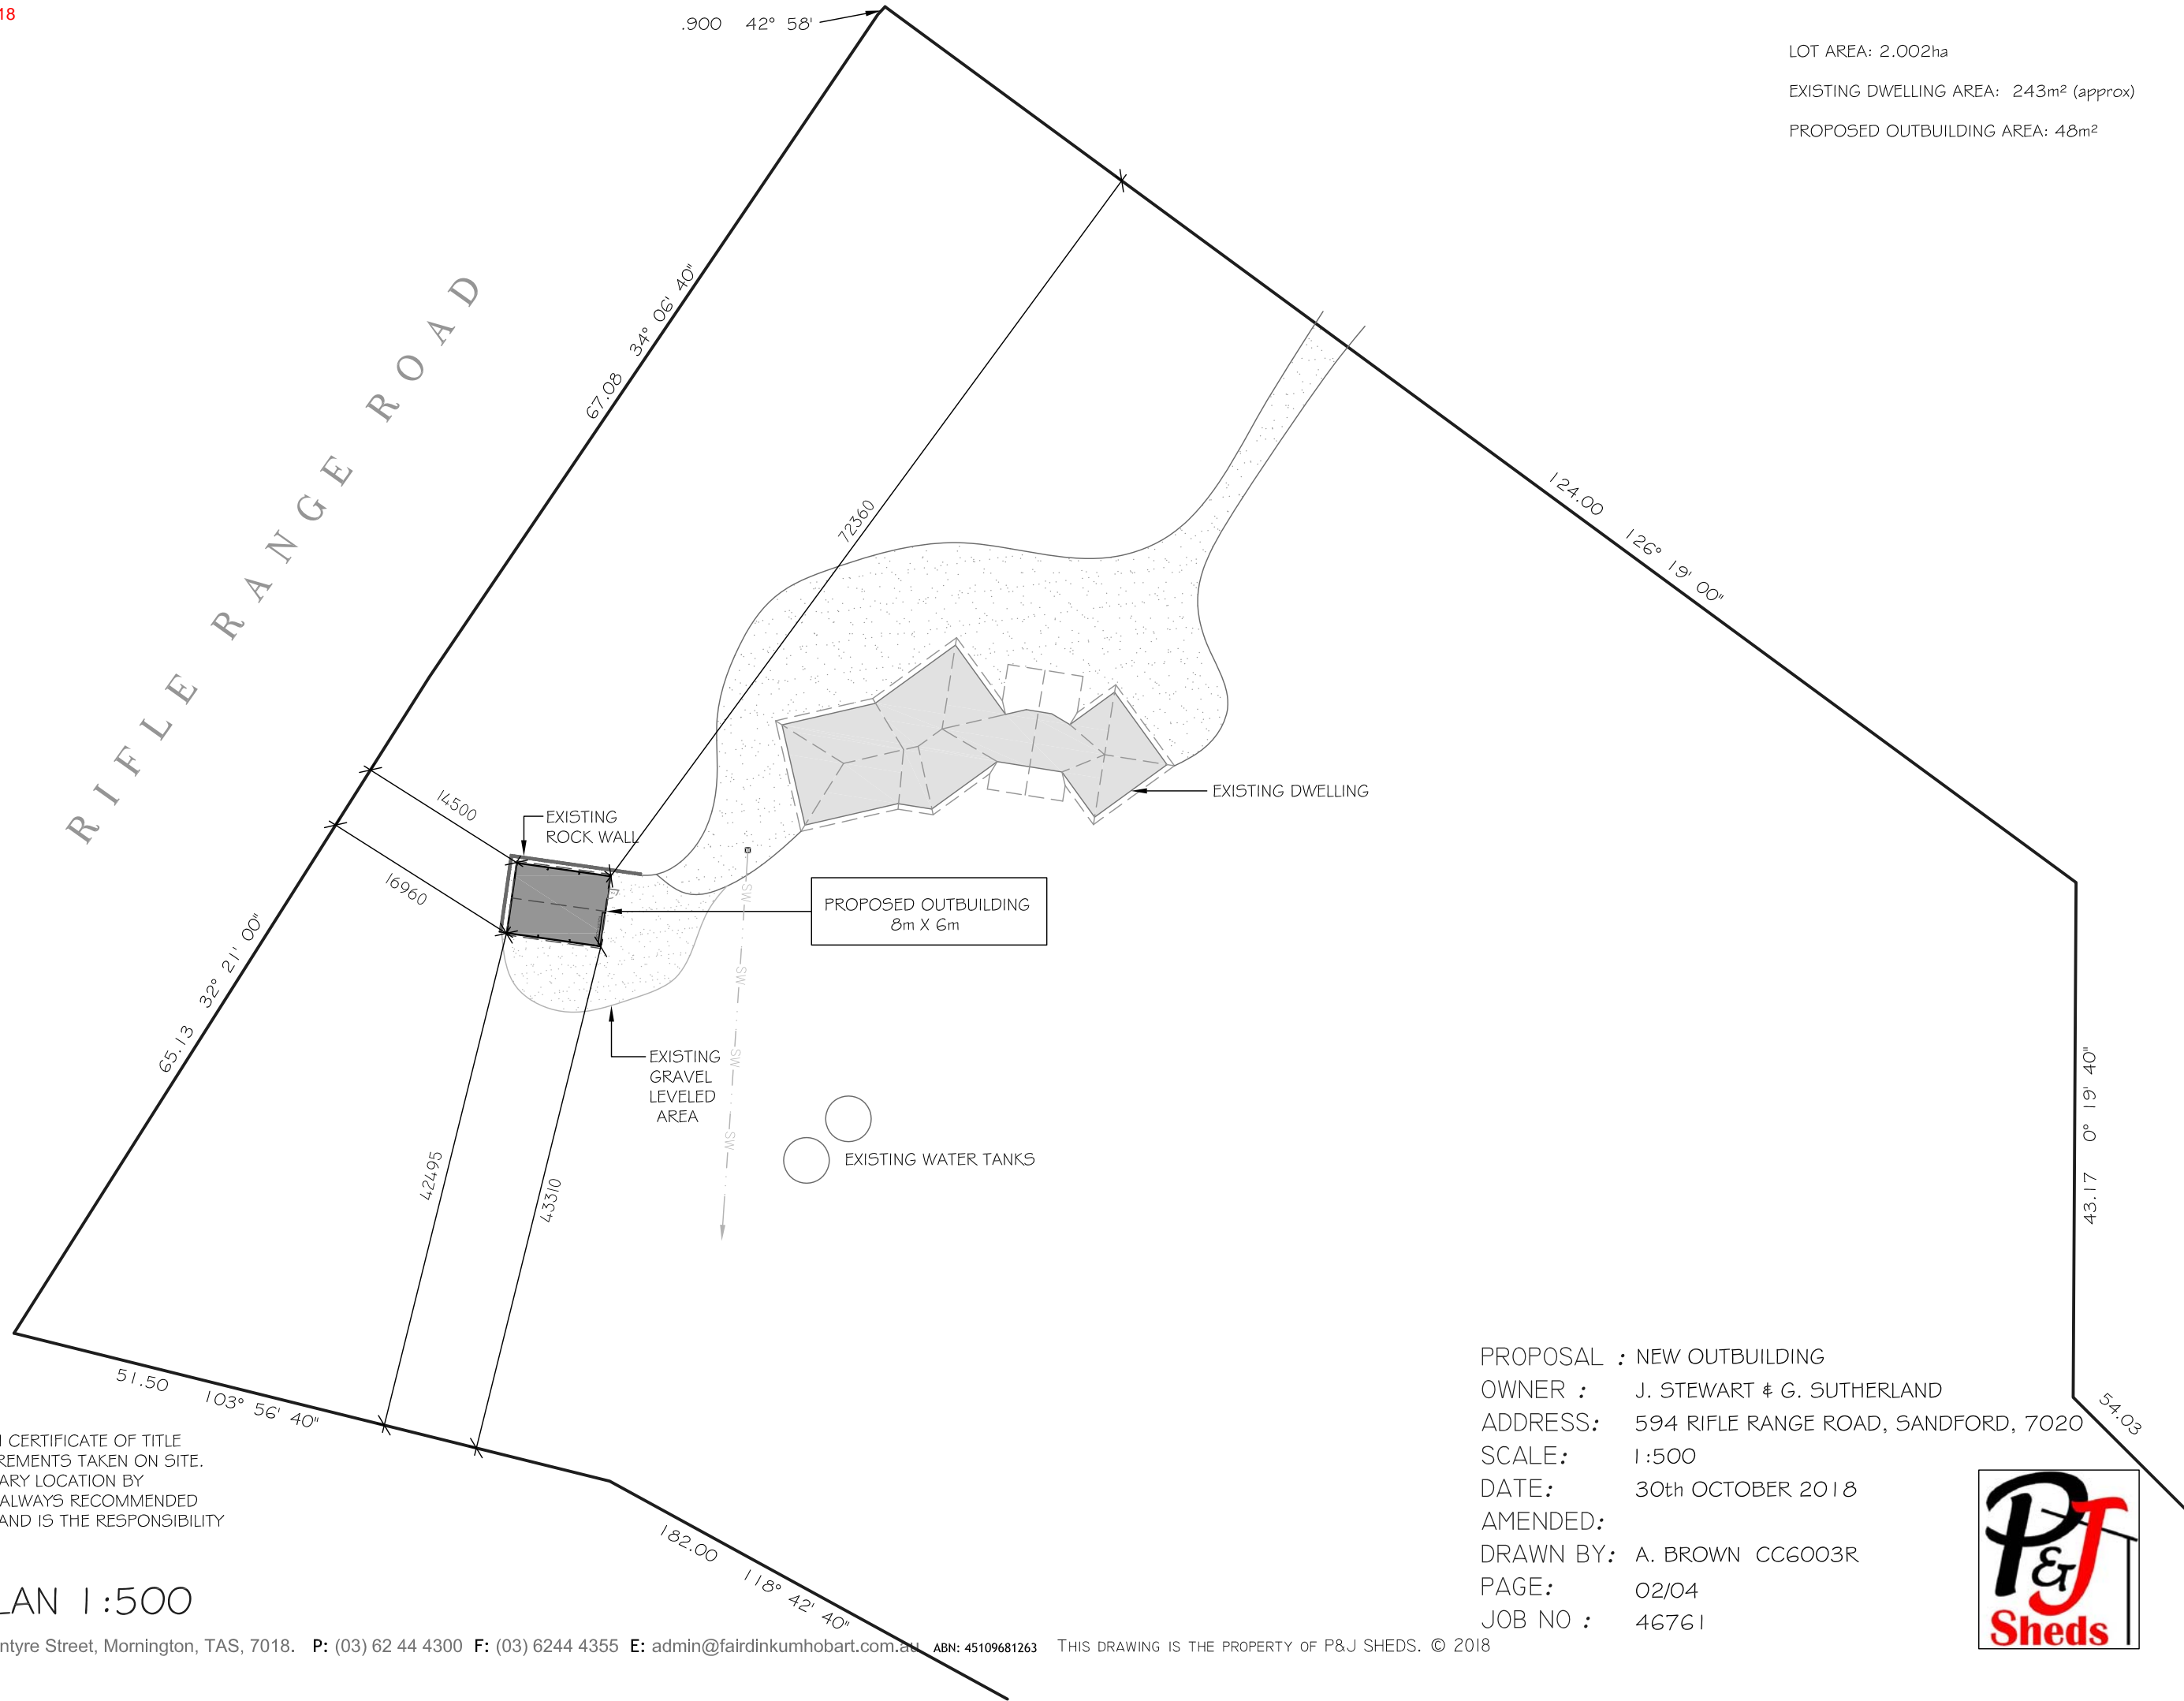 18
.900 42° 58'
LOT AREA: 2.002ha
EXISTING DWELLING AREA: 243m² (approx)
PROPOSED OUTBUILDING AREA: 48m²
RIFLE RANGE ROAD
67.08 34° 06' 40"
72360
124.00 126° 19' 00"
14500
EXISTING
ROCK WALL
EXISTING DWELLING
16960
PROPOSED OUTBUILDING
8m X 6m
65.13 32° 21' 00"
SW
SW
SW
SW
EXISTING
GRAVEL
LEVELED
AREA
43.17 0° 19' 40"
42495
43310
EXISTING WATER TANKS
51.50 103° 56' 40"
54.03
182.00 118° 42' 40"
CERTIFICATE OF TITLE
TAKEN ON SITE.
LOCATION BY
ALWAYS RECOMMENDED
AND IS THE RESPONSIBILITY
PROPOSAL : NEW OUTBUILDING
OWNER : J. STEWART & G. SUTHERLAND
ADDRESS: 594 RIFLE RANGE ROAD, SANDFORD, 7020
SCALE: 1:500
DATE: 30th OCTOBER 2018
AMENDED:
DRAWN BY: A. BROWN CC6003R
PAGE: 02/04
JOB NO : 46761
P&J
Sheds
LAN 1:500
ntyre Street, Mornington, TAS, 7018. P: (03) 62 44 4300 F: (03) 6244 4355 E: admin@fairdinkumhobart.com.au ABN: 45109681263 THIS DRAWING IS THE PROPERTY OF P&J SHEDS. © 2018